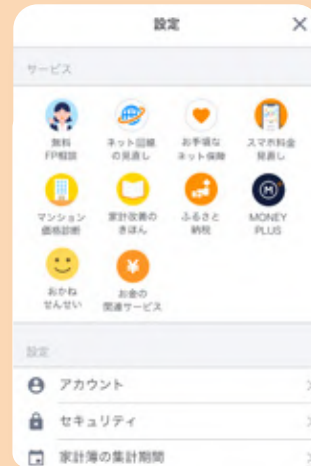 設定
サービス
無料
FP相談
ネット回線
の見直し
お手頃な
ネット保険
スマホ料金
見直し
マンション
価格診断
家計改善の
きほん
ふるさと
納税
MONEY
PLUS
おかね
せんせい
お金の
関連サービス
設定
アカウント
セキュリティ
家計簿の集計期間